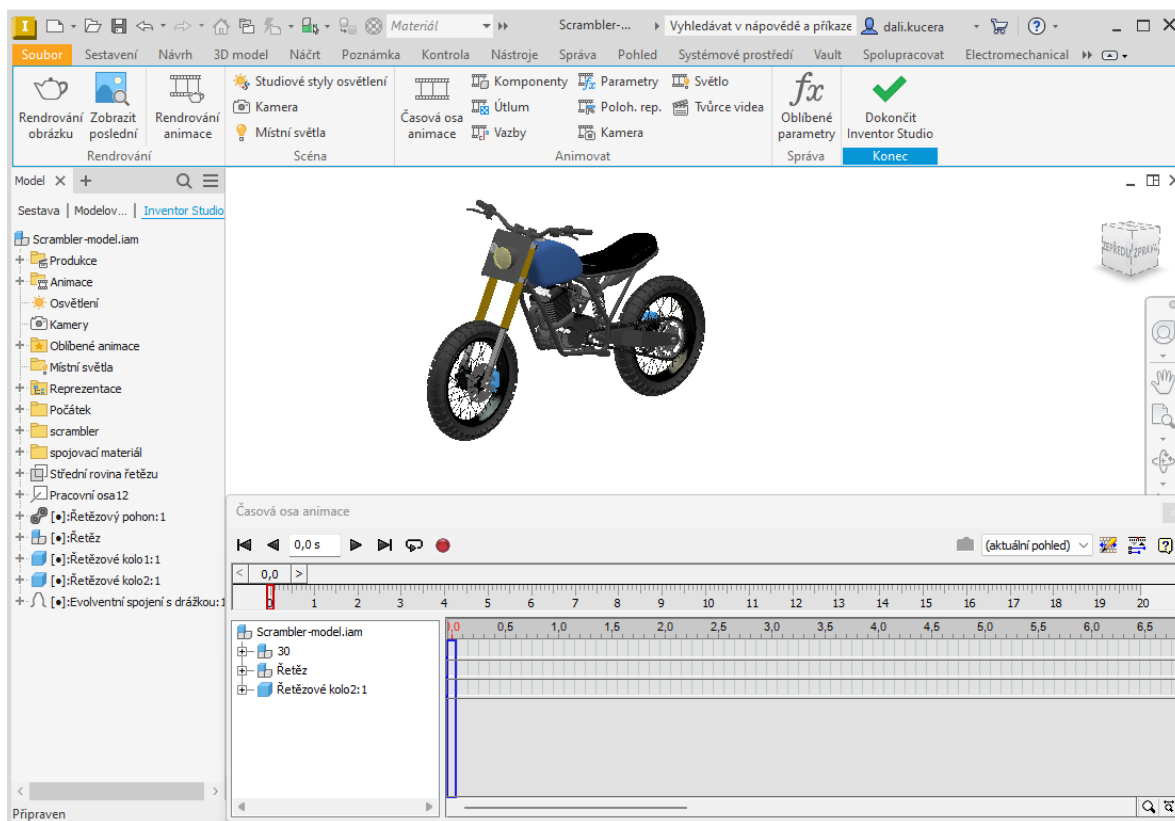 I Materiál Scrambler-... Vyhledávat v nápovědě a příkaze dali.kucera
Soubor Sestavení Návrh 3D model Náčrt Poznámka Kontrola Nástroje Správa Pohled Systémové prostředí Vault Spolupracovat Electromechanical
Rendrování obrázku
Zobrazit poslední
Rendrování animace
Rendrování
Studiové styly osvětlení
Kamera
Místní světla
Scéna
Časová osa animace
Komponenty
Útlum
Vazby
Parametry
Poloh. rep.
Kamera
Světlo
Tvůrce videa
Animovat
fx
Oblíbené parametry
Správa
Dokončit Inventor Studio
Konec
Model
Sestava | Modelov... | Inventor Studio
Scrambler-model.iam
Produkce
Animace
Osvětlení
Kamery
Oblíbené animace
Místní světla
Reprezentace
Počátek
scrambler
spojovací materiál
Střední rovina řetězu
Pracovní osa12
[•]:Řetězový pohon:1
[•]:Řetěz
[•]:Řetězové kolo1:1
[•]:Řetězové kolo2:1
[•]:Evolventní spojení s drážkou:1
ZEPŘEDU ZPRAVA
Časová osa animace
0,0 s (aktuální pohled)
< 0,0 >
0 1 2 3 4 5 6 7 8 9 10 11 12 13 14 15 16 17 18 19 20
0,0 0,5 1,0 1,5 2,0 2,5 3,0 3,5 4,0 4,5 5,0 5,5 6,0 6,5
Scrambler-model.iam
30
Řetěz
Řetězové kolo2:1
Připraven